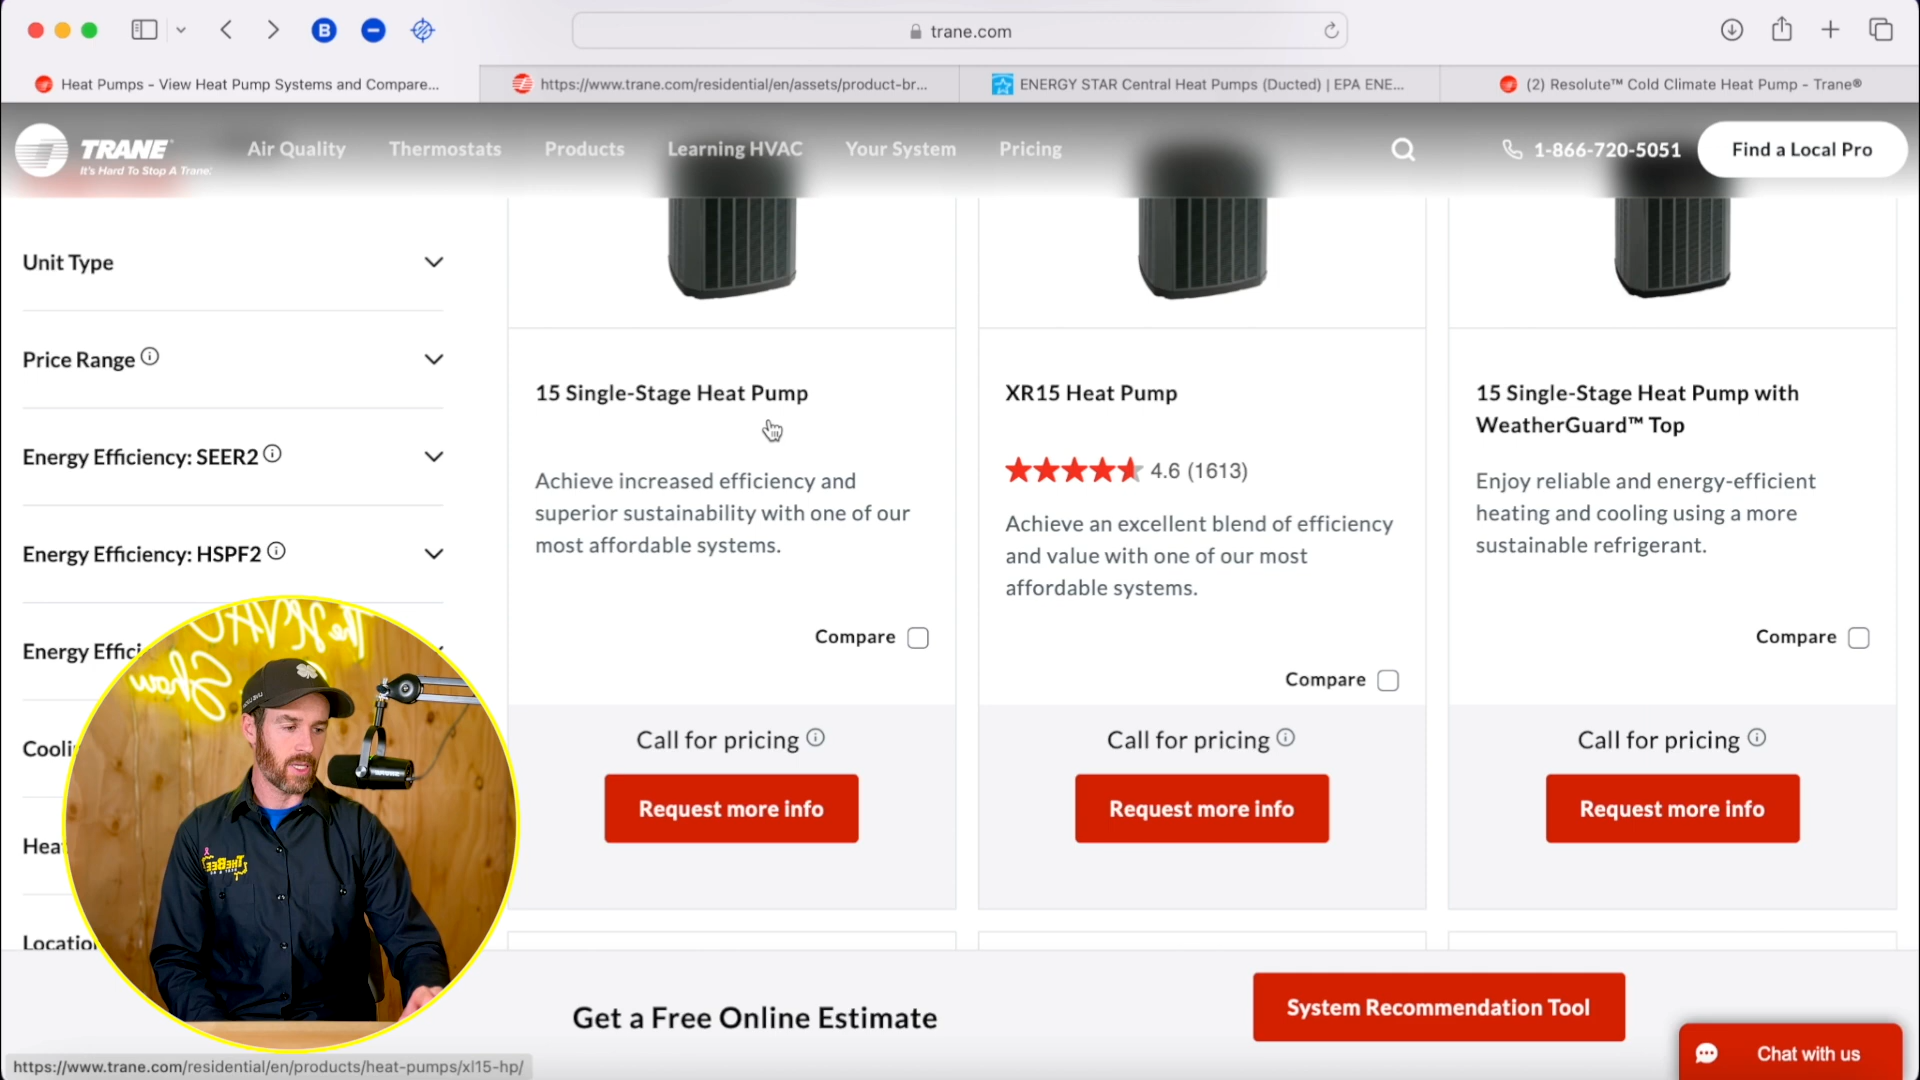 trane.com
Heat Pumps - View Heat Pump Systems and Compare...
https://www.trane.com/residential/en/assets/product-br...
ENERGY STAR Central Heat Pumps (Ducted) | EPA ENE...
(2) Resolute™ Cold Climate Heat Pump - Trane®
TRANE
It's Hard To Stop A Trane.
Air Quality
Thermostats
Products
Learning HVAC
Your System
Pricing
1-866-720-5051
Find a Local Pro
Unit Type
Price Range
Energy Efficiency: SEER2
Energy Efficiency: HSPF2
Energy Effici
Cooli
Hea
Location
15 Single-Stage Heat Pump
Achieve increased efficiency and
superior sustainability with one of our
most affordable systems.
Compare
Call for pricing
Request more info
XR15 Heat Pump
4.6 (1613)
Achieve an excellent blend of efficiency
and value with one of our most
affordable systems.
Compare
Call for pricing
Request more info
15 Single-Stage Heat Pump with
WeatherGuard™ Top
Enjoy reliable and energy-efficient
heating and cooling using a more
sustainable refrigerant.
Compare
Call for pricing
Request more info
The HVAC
Show
THE BEE
Get a Free Online Estimate
System Recommendation Tool
Chat with us
https://www.trane.com/residential/en/products/heat-pumps/xl15-hp/
B